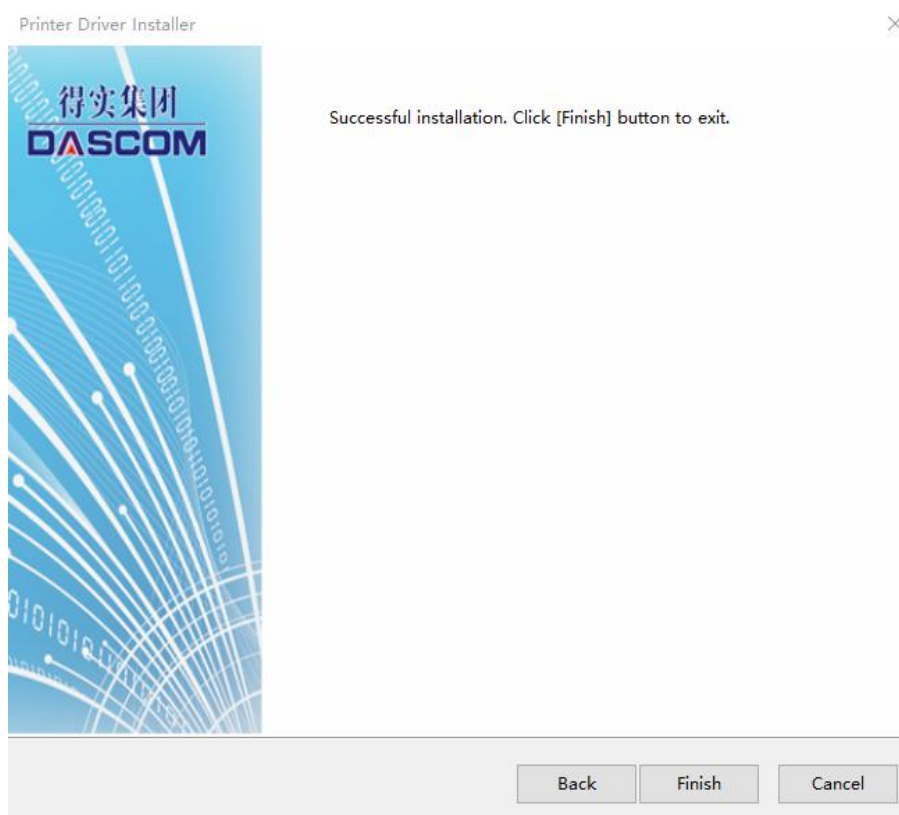 Printer Driver Installer
得实集团
DASCOM
Successful installation. Click [Finish] button to exit.
Back
Finish
Cancel